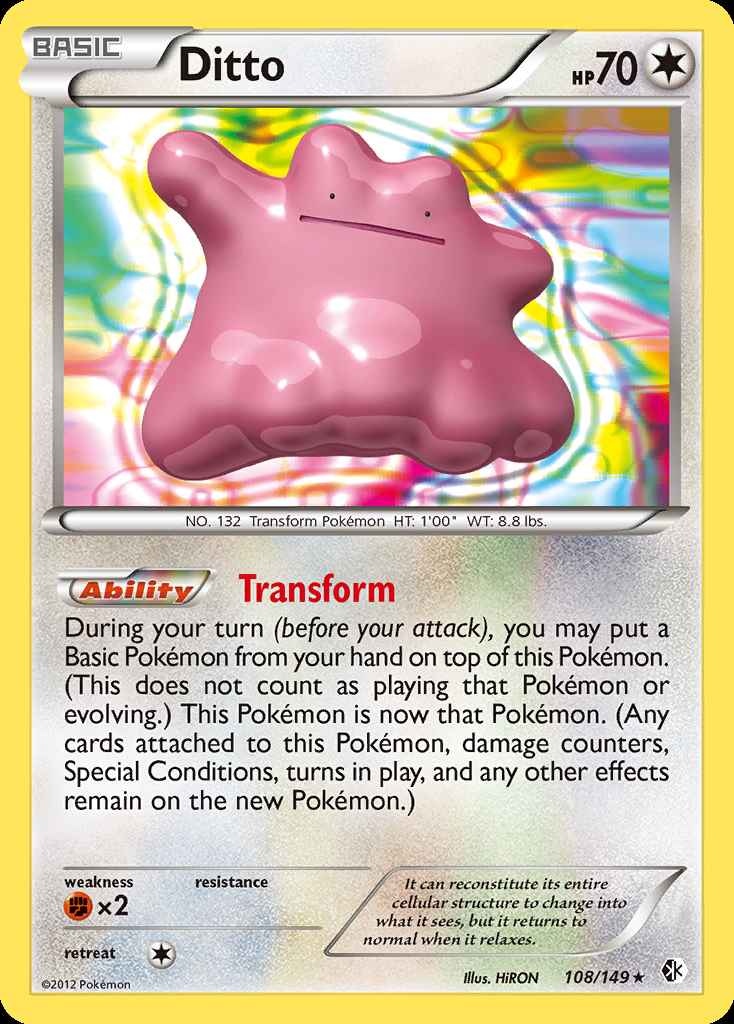 BASIC
Ditto
HP70
NO. 132 Transform Pokémon HT: 1'00" WT: 8.8 lbs.
Ability Transform
During your turn (before your attack), you may put a
Basic Pokémon from your hand on top of this Pokémon.
(This does not count as playing that Pokémon or
evolving.) This Pokémon is now that Pokémon. (Any
cards attached to this Pokémon, damage counters,
Special Conditions, turns in play, and any other effects
remain on the new Pokémon.)
weakness
resistance
×2
It can reconstitute its entire
cellular structure to change into
what it sees, but it returns to
normal when it relaxes.
retreat
©2012 Pokémon
Illus. HiRON
108/149★